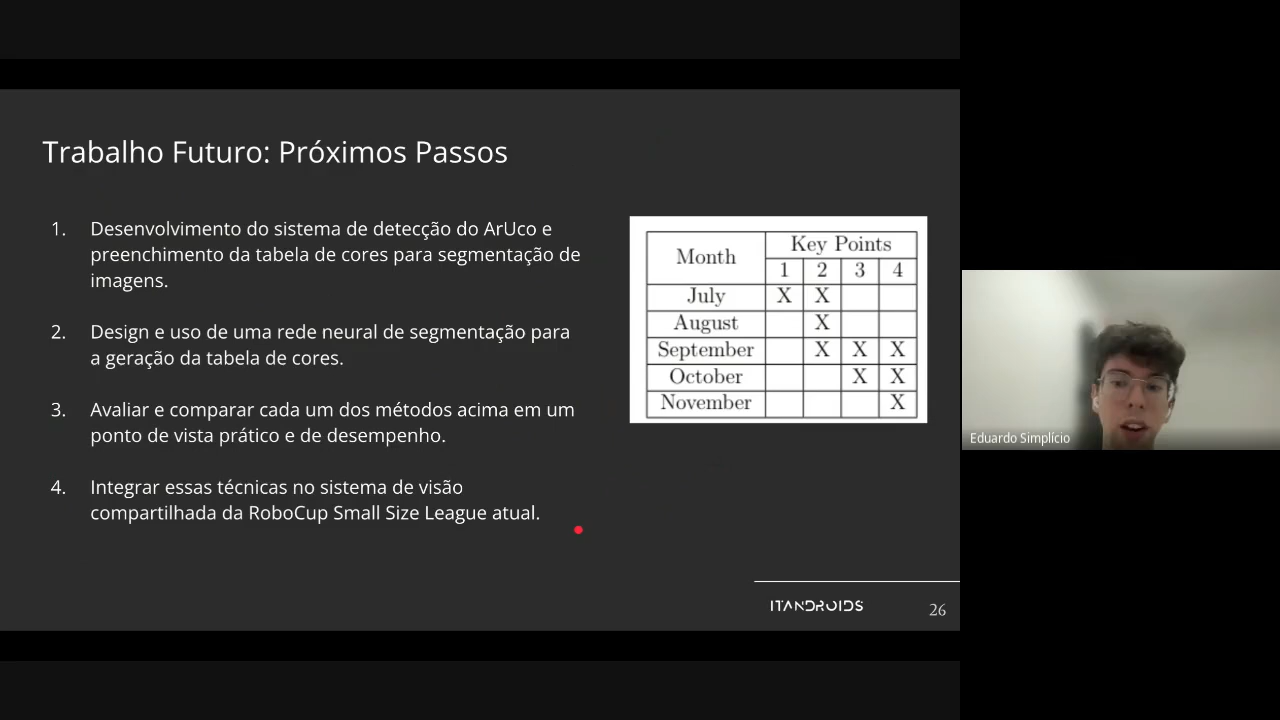 Trabalho Futuro: Próximos Passos
1. Desenvolvimento do sistema de detecção do ArUco e
preenchimento da tabela de cores para segmentação de
imagens.
2. Design e uso de uma rede neural de segmentação para
a geração da tabela de cores.
3. Avaliar e comparar cada um dos métodos acima em um
ponto de vista prático e de desempenho.
4. Integrar essas técnicas no sistema de visão
compartilhada da RoboCup Small Size League atual.
Month Key Points
1 2 3 4
July X X
August X
September X X X
October X X
November X
ITANDROIDS
26
Eduardo Simplício